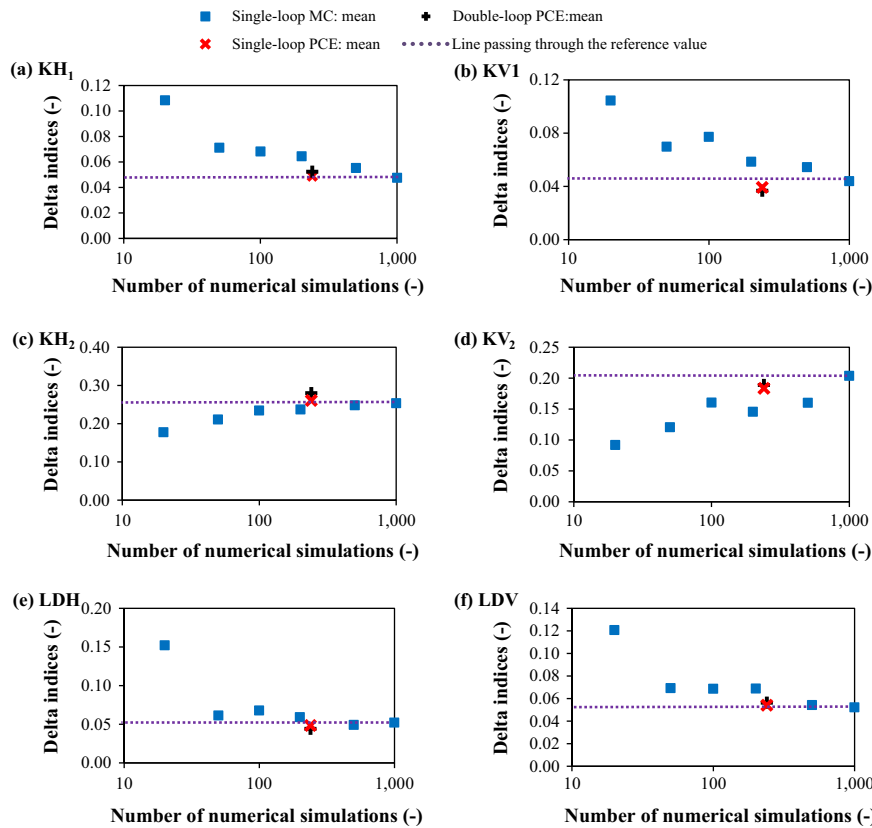 Single-loop MC: mean
Double-loop PCE:mean
Single-loop PCE: mean
Line passing through the reference value
(a) KH1
Delta indices (-)
0.12
0.10
0.08
0.06
0.04
0.02
0.00
10
100
1,000
Number of numerical simulations (-)
(b) KV1
Delta indices (-)
0.12
0.08
0.04
0.00
10
100
1,000
Number of numerical simulations (-)
(c) KH2
Delta indices (-)
0.40
0.30
0.20
0.10
0.00
10
100
1,000
Number of numerical simulations (-)
(d) KV2
Delta indices (-)
0.25
0.20
0.15
0.10
0.05
0.00
10
100
1,000
Number of numerical simulations (-)
(e) LDH
Delta indices (-)
0.20
0.15
0.10
0.05
0.00
10
100
1,000
Number of numerical simulations (-)
(f) LDV
Delta indices (-)
0.14
0.12
0.10
0.08
0.06
0.04
0.02
0.00
10
100
1,000
Number of numerical simulations (-)